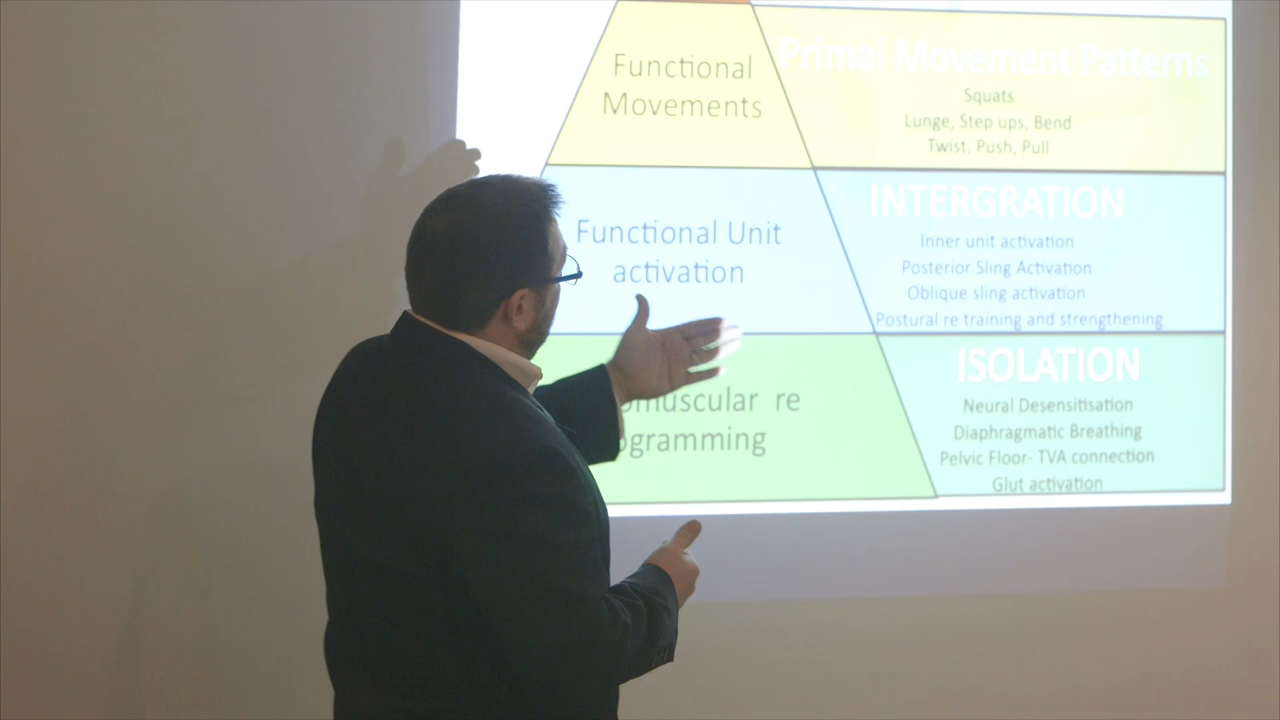 Functional
Movements
Primal Movement Patterns
Squats
Lunge, Step ups, Bend
Twist, Push, Pull
Functional Unit
activation
INTERGRATION
Inner unit activation
Posterior Sling Activation
Oblique sling activation
Postural re training and strengthening
omuscular re
ogramming
ISOLATION
Neural Desensitisation
Diaphragmatic Breathing
Pelvic Floor- TVA connection
Glut activation